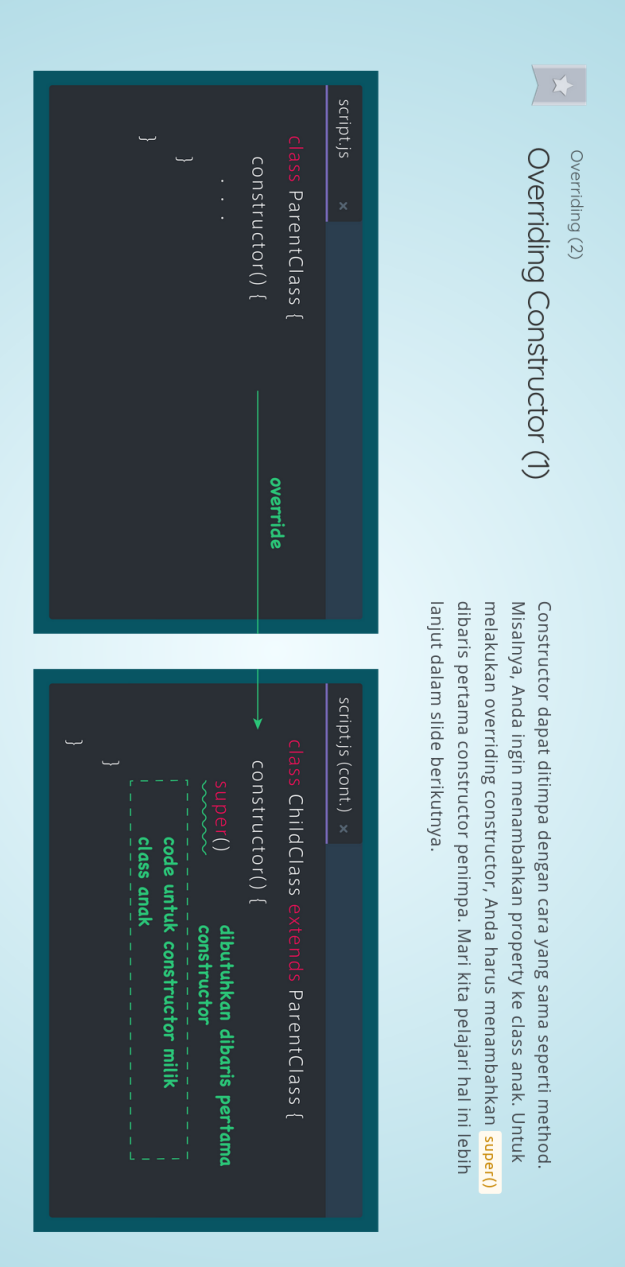 Overriding (2)
Overriding Constructor (1)
Constructor dapat ditimpa dengan cara yang sama seperti method.
Misalnya, Anda ingin menambahkan property ke class anak. Untuk
melakukan overriding constructor, Anda harus menambahkan super()
dibaris pertama constructor penimpa. Mari kita pelajari hal ini lebih
lanjut dalam slide berikutnya.
script.js ×
class ParentClass {
constructor() {
. . .
}
}
override
script.js (cont.) ×
class ChildClass extends ParentClass {
constructor() {
super() dibutuhkan dibaris pertama
constructor
code untuk constructor milik
class anak
}
}